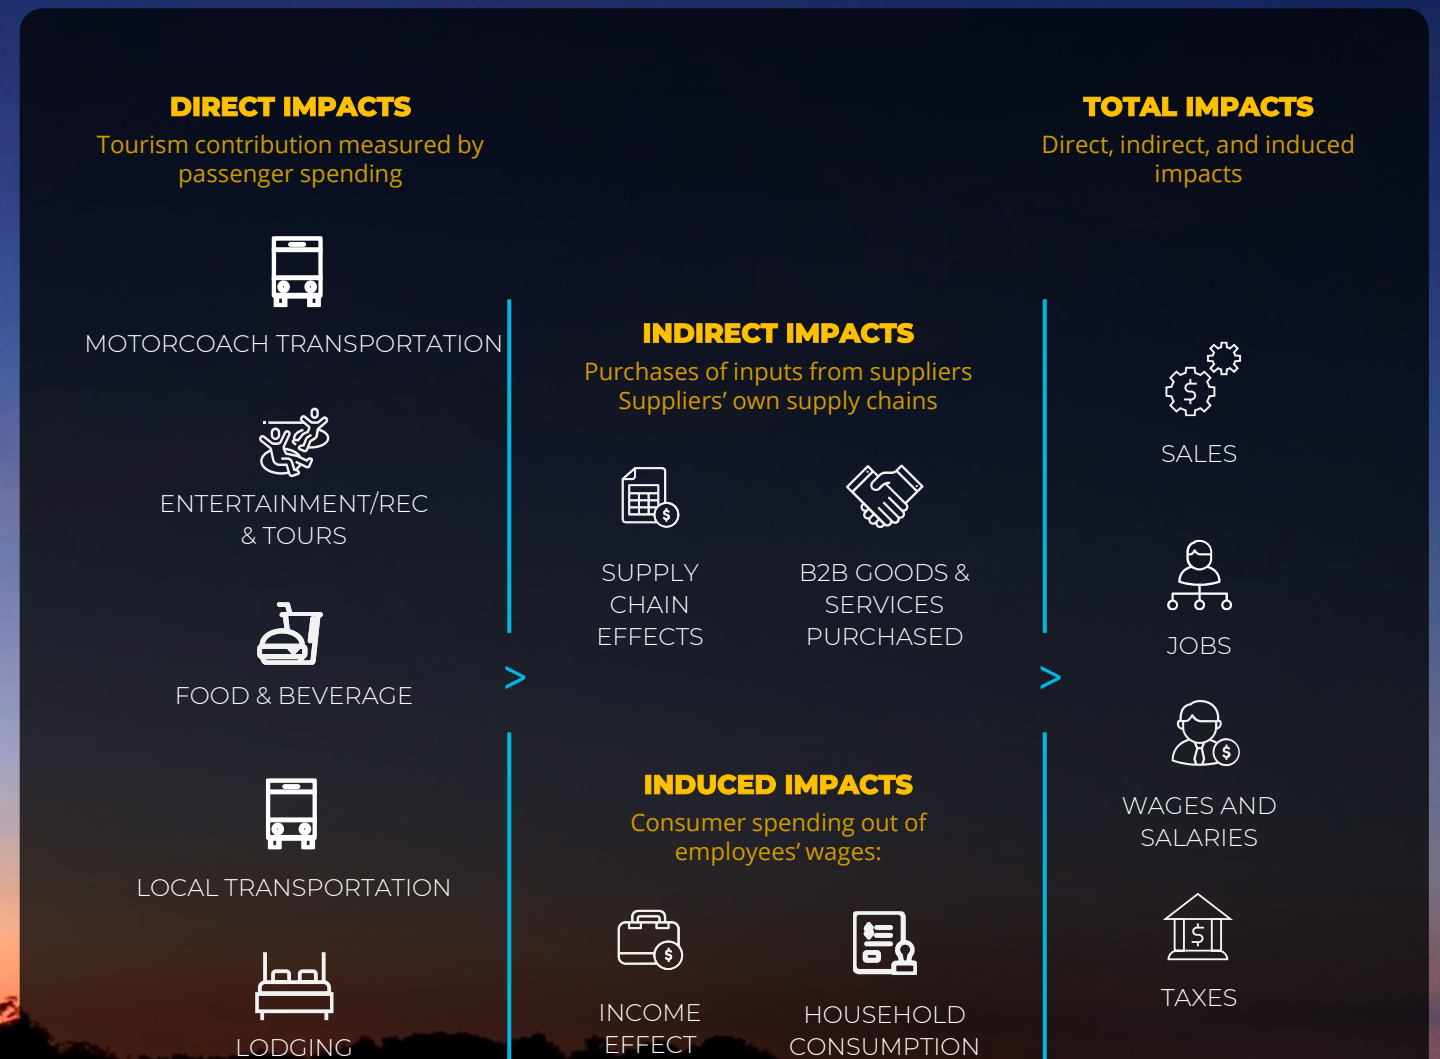 DIRECT IMPACTS
Tourism contribution measured by
passenger spending
MOTORCOACH TRANSPORTATION
ENTERTAINMENT/REC
& TOURS
FOOD & BEVERAGE
LOCAL TRANSPORTATION
LODGING
>
INDIRECT IMPACTS
Purchases of inputs from suppliers
Suppliers’ own supply chains
$
SUPPLY
CHAIN
EFFECTS
B2B GOODS &
SERVICES
PURCHASED
INDUCED IMPACTS
Consumer spending out of
employees’ wages:
$
INCOME
EFFECT
HOUSEHOLD
CONSUMPTION
>
TOTAL IMPACTS
Direct, indirect, and induced
impacts
$
SALES
JOBS
$
WAGES AND
SALARIES
$
TAXES